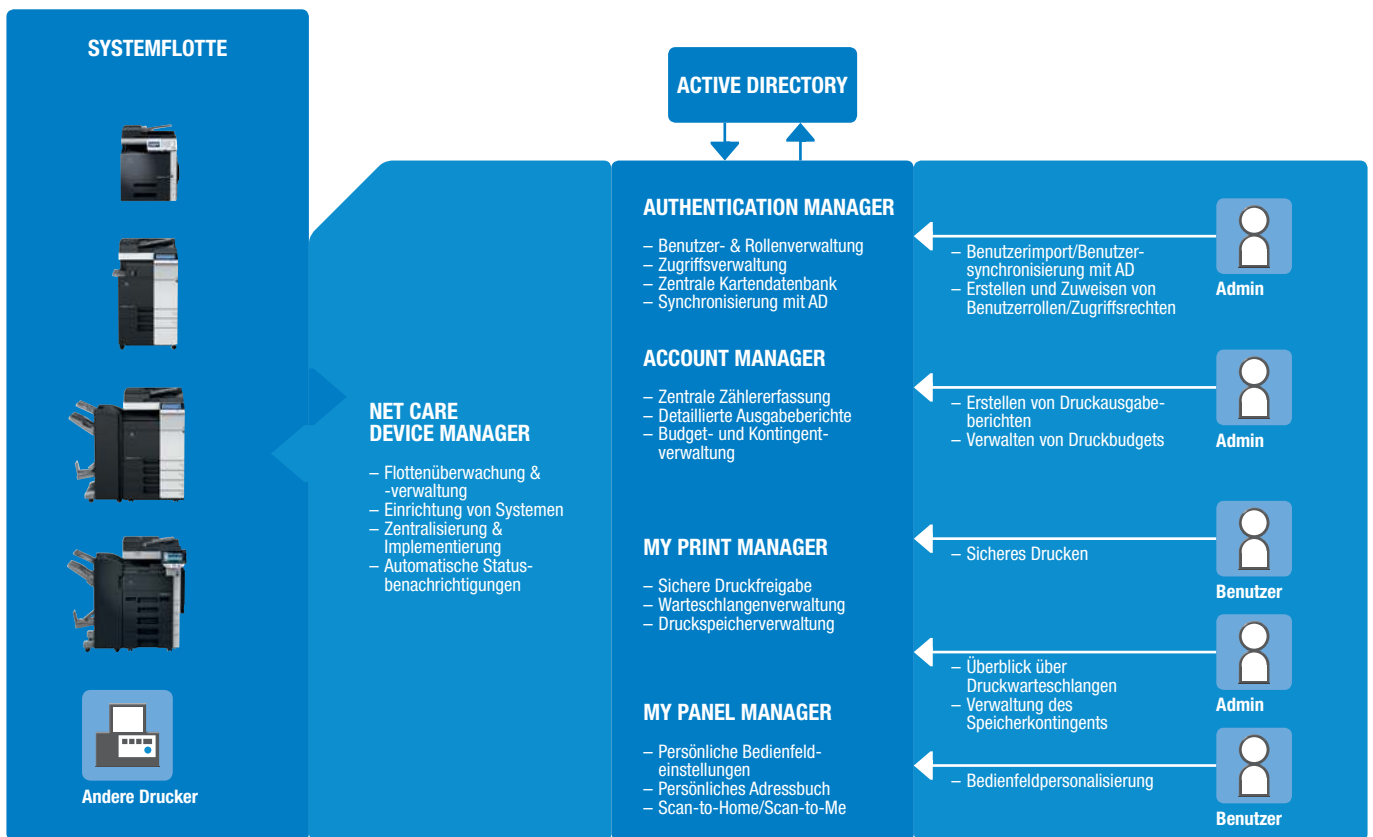 SYSTEMFLOTTE
Andere Drucker
NET CARE
DEVICE MANAGER
– Flottenüberwachung &
-verwaltung
– Einrichtung von Systemen
– Zentralisierung &
Implementierung
– Automatische Status-
benachrichtigungen
ACTIVE DIRECTORY
AUTHENTICATION MANAGER
– Benutzer- & Rollenverwaltung
– Zugriffsverwaltung
– Zentrale Kartendatenbank
– Synchronisierung mit AD
ACCOUNT MANAGER
– Zentrale Zählererfassung
– Detaillierte Ausgabeberichte
– Budget- und Kontingent-
verwaltung
MY PRINT MANAGER
– Sichere Druckfreigabe
– Warteschlangenverwaltung
– Druckspeicherverwaltung
MY PANEL MANAGER
– Persönliche Bedienfeld-
einstellungen
– Persönliches Adressbuch
– Scan-to-Home/Scan-to-Me
– Benutzerimport/Benutzer-
synchronisierung mit AD
– Erstellen und Zuweisen von
Benutzerrollen/Zugriffsrechten
Admin
– Erstellen von Druckausgabe-
berichten
– Verwalten von Druckbudgets
Admin
– Sicheres Drucken
Benutzer
– Überblick über
Druckwarteschlangen
– Verwaltung des
Speicherkontingents
Admin
– Bedienfeldpersonalisierung
Benutzer